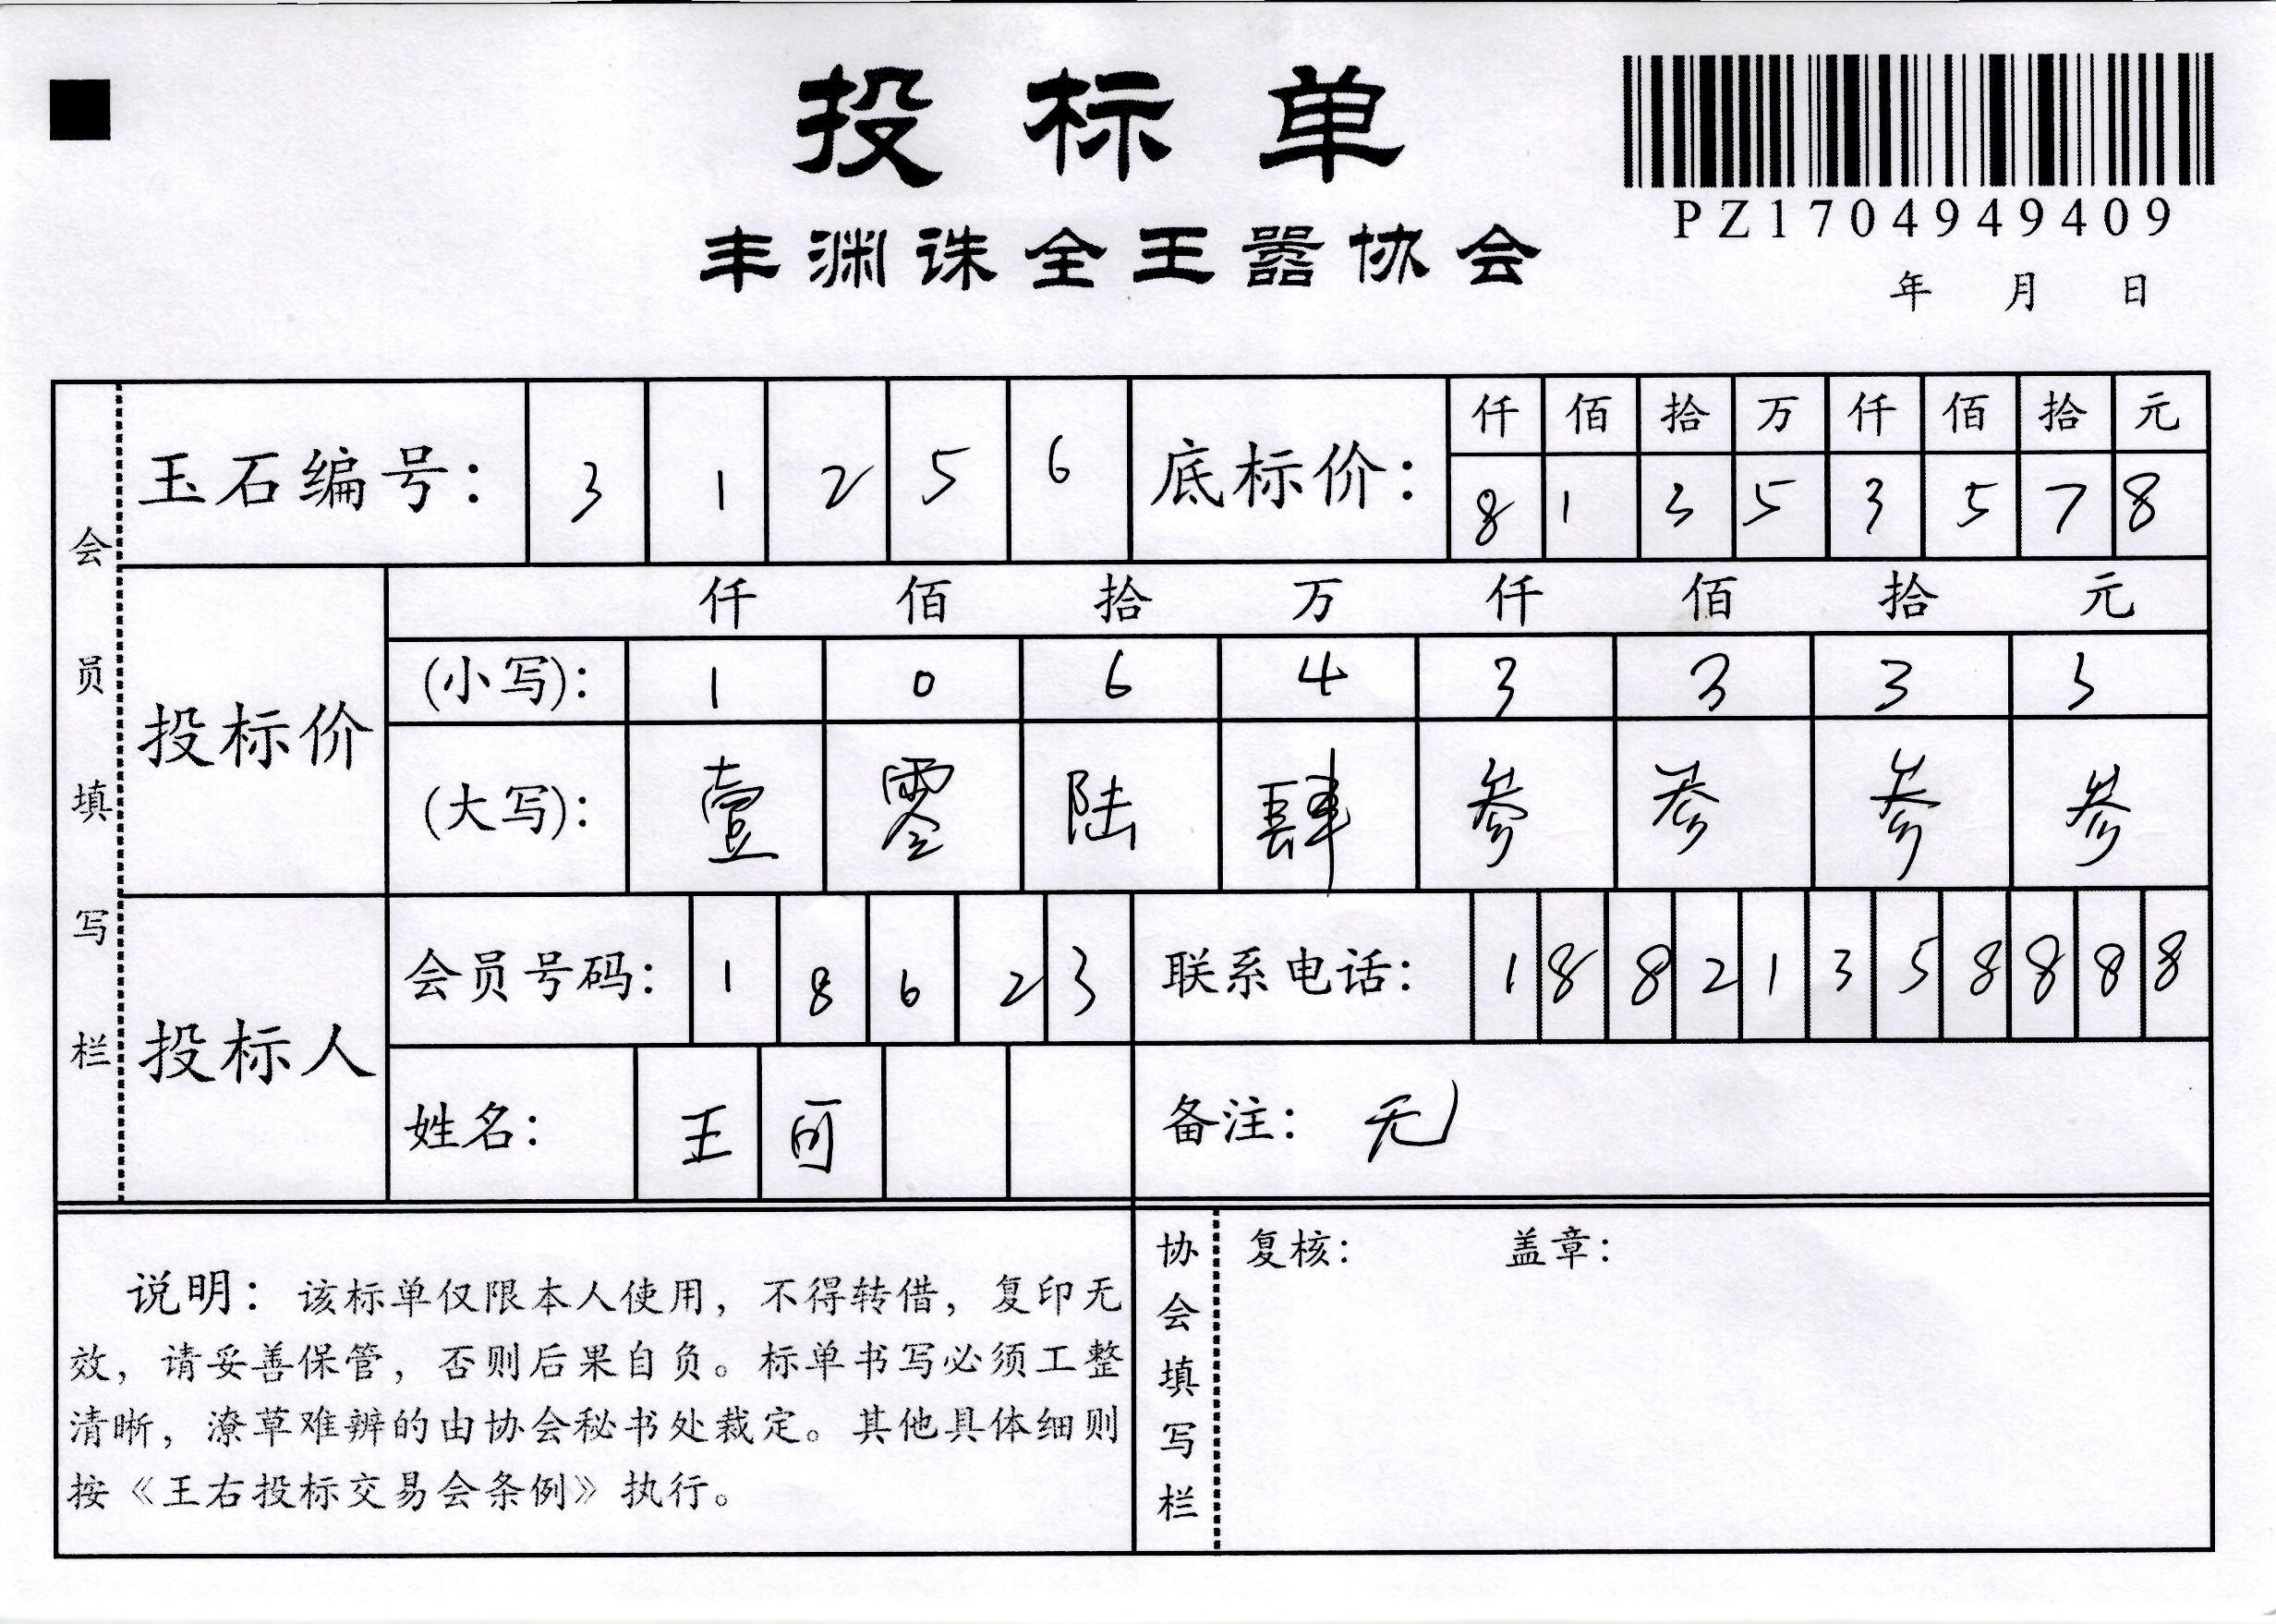 投标单
PZ1704949409
丰渊诛全王嚣协会
年 月 日
会员填写栏
玉石编号: 3 1 2 5 6
底标价: 仟 佰 拾 万 仟 佰 拾 元
8 1 3 5 3 5 7 8
投标价
仟 佰 拾 万 仟 佰 拾 元
(小写): 1 0 6 4 3 3 3 3
(大写): 壹 零 陆 肆 参 参 参 参
投标人
会员号码: 1 8 6 2 3
联系电话: 1 8 8 2 1 3 5 8 8 8 8
姓名: 王
备注: 无
说明: 该标单仅限本人使用, 不得转借, 复印无
效, 请妥善保管, 否则后果自负。标单书写必须工整
清晰, 潦草难辨的由协会秘书处裁定。其他具体细则
按《王右投标交易会条例》执行。
协会填写栏
复核: 盖章: